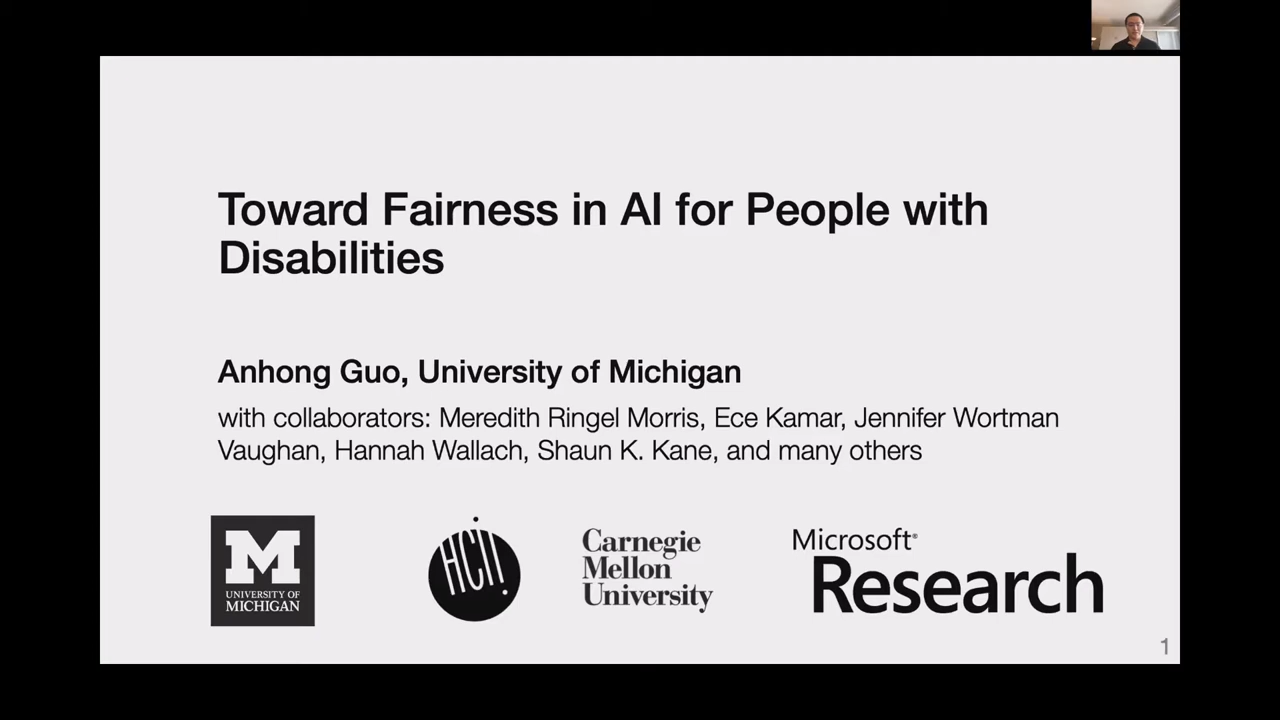 Toward Fairness in AI for People with
Disabilities
Anhong Guo, University of Michigan
with collaborators: Meredith Ringel Morris, Ece Kamar, Jennifer Wortman
Vaughan, Hannah Wallach, Shaun K. Kane, and many others
M
UNIVERSITY OF
MICHIGAN
HCII
Carnegie
Mellon
University
Microsoft®
Research
1